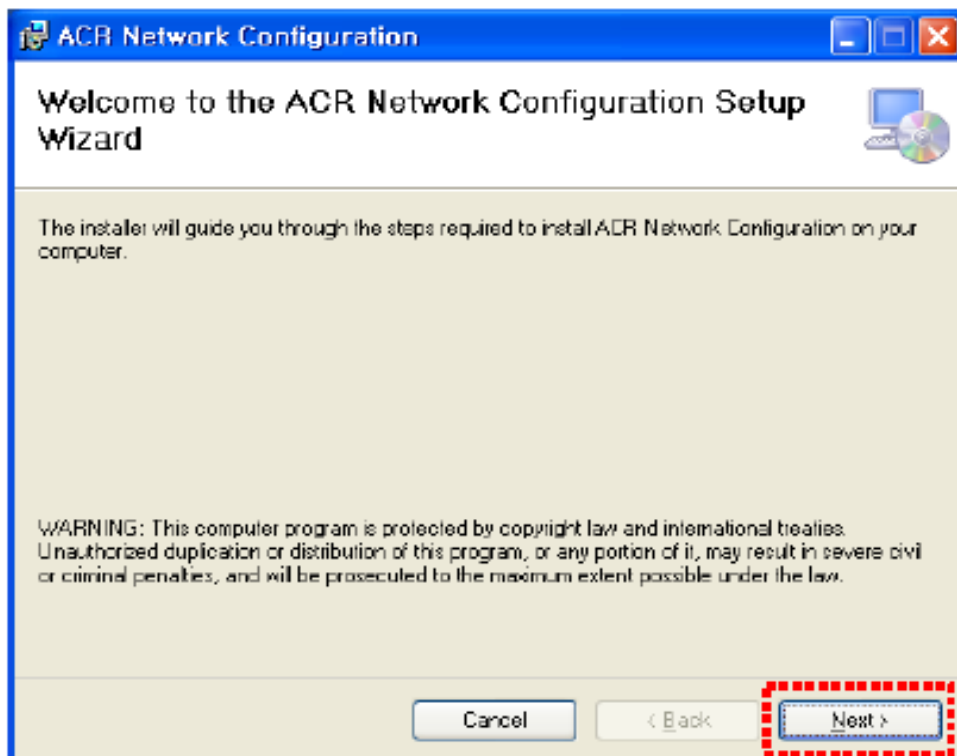 ACR Network Configuration
Welcome to the ACR Network Configuration Setup
Wizard
The installer will guide you through the steps required to install ACR Network Configuration on your
computer.
WARNING: This computer program is protected by copyright law and international treaties.
Unauthorized duplication or distribution of this program, or any portion of it, may result in severe civil
or criminal penalties, and will be prosecuted to the maximum extent possible under the law.
Cancel < Back Next >